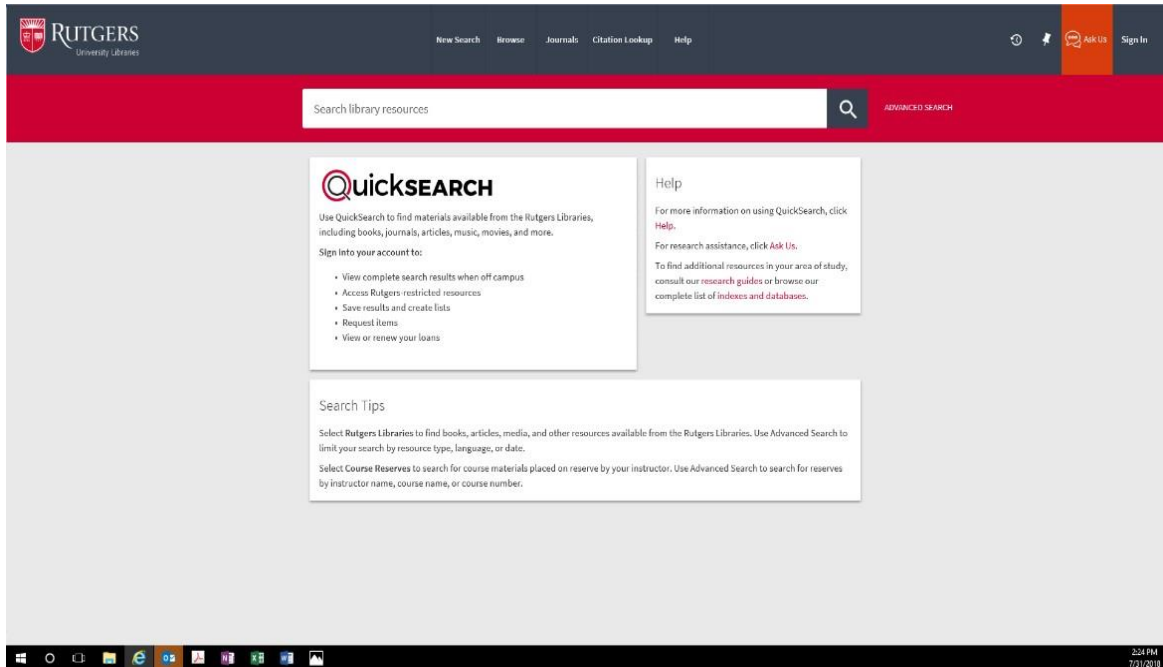 RUTGERS
University Libraries
New Search Browse Journals Citation Lookup Help
Ask Us Sign In
Search library resources
ADVANCED SEARCH
QuickSEARCH
Use QuickSearch to find materials available from the Rutgers Libraries,
including books, journals, articles, music, movies, and more.
Sign into your account to:
• View complete search results when off campus
• Access Rutgers-restricted resources
• Save results and create lists
• Request items
• View or renew your loans
Help
For more information on using QuickSearch, click
Help.
For research assistance, click Ask Us.
To find additional resources in your area of study,
consult our research guides or browse our
complete list of indexes and databases.
Search Tips
Select Rutgers Libraries to find books, articles, media, and other resources available from the Rutgers Libraries. Use Advanced Search to
limit your search by resource type, language, or date.
Select Course Reserves to search for course materials placed on reserve by your instructor. Use Advanced Search to search for reserves
by instructor name, course name, or course number.
2:24 PM